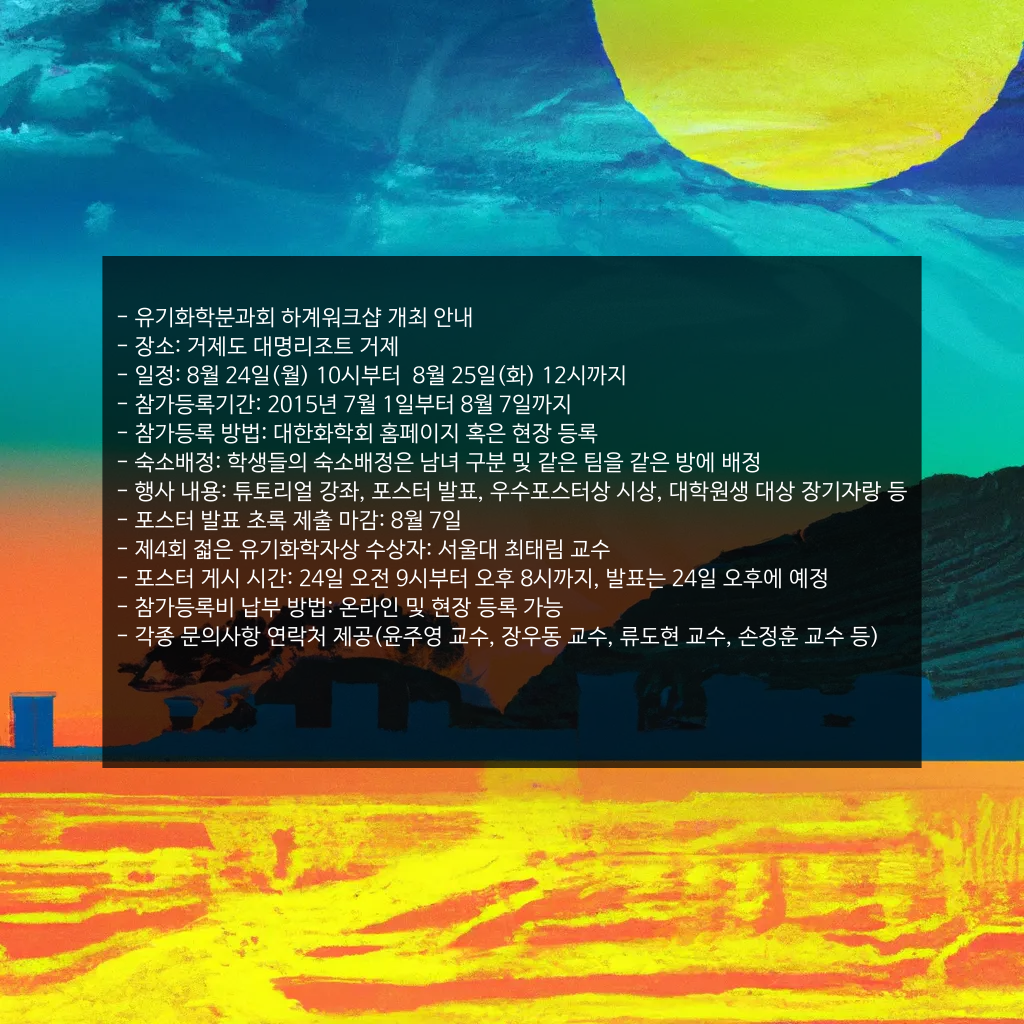 - 유기화학분과회 하계워크샵 개최 안내
- 장소: 거제도 대명리조트 거제
- 일정: 8월 24일(월) 10시부터  8월 25일(화) 12시까지
- 참가등록기간: 2015년 7월 1일부터 8월 7일까지
- 참가등록 방법: 대한화학회 홈페이지 혹은 현장 등록
- 숙소배정: 학생들의 숙소배정은 남녀 구분 및 같은 팀을 같은 방에 배정
- 행사 내용: 튜토리얼 강좌, 포스터 발표, 우수포스터상 시상, 대학원생 대상 장기자랑 등
- 포스터 발표 초록 제출 마감: 8월 7일
- 제4회 젊은 유기화학자상 수상자: 서울대 최태림 교수
- 포스터 게시 시간: 24일 오전 9시부터 오후 8시까지, 발표는 24일 오후에 예정
- 참가등록비 납부 방법: 온라인 및 현장 등록 가능
- 각종 문의사항 연락처 제공(윤주영 교수, 장우동 교수, 류도현 교수, 손정훈 교수 등)